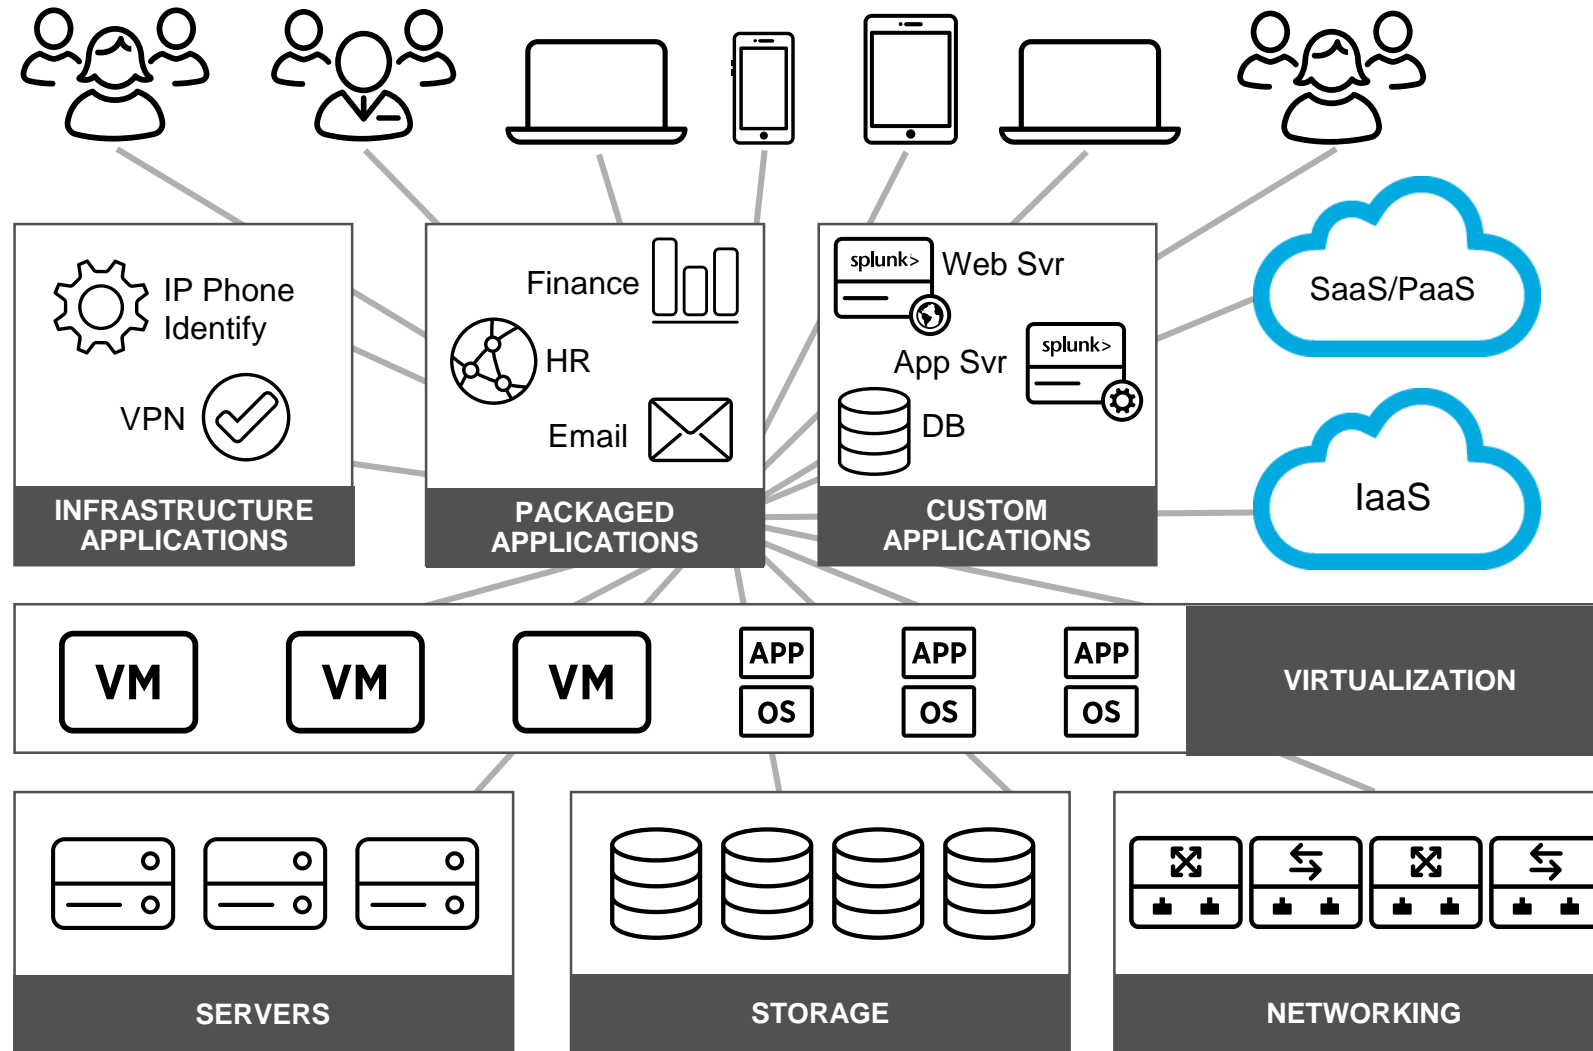 IP Phone
Identify
VPN
INFRASTRUCTURE
APPLICATIONS
Finance
HR
Email
PACKAGED
APPLICATIONS
splunk>
Web Svr
App Svr
splunk>
DB
CUSTOM
APPLICATIONS
SaaS/PaaS
IaaS
VM
VM
VM
APP
OS
APP
OS
APP
OS
VIRTUALIZATION
SERVERS
STORAGE
NETWORKING